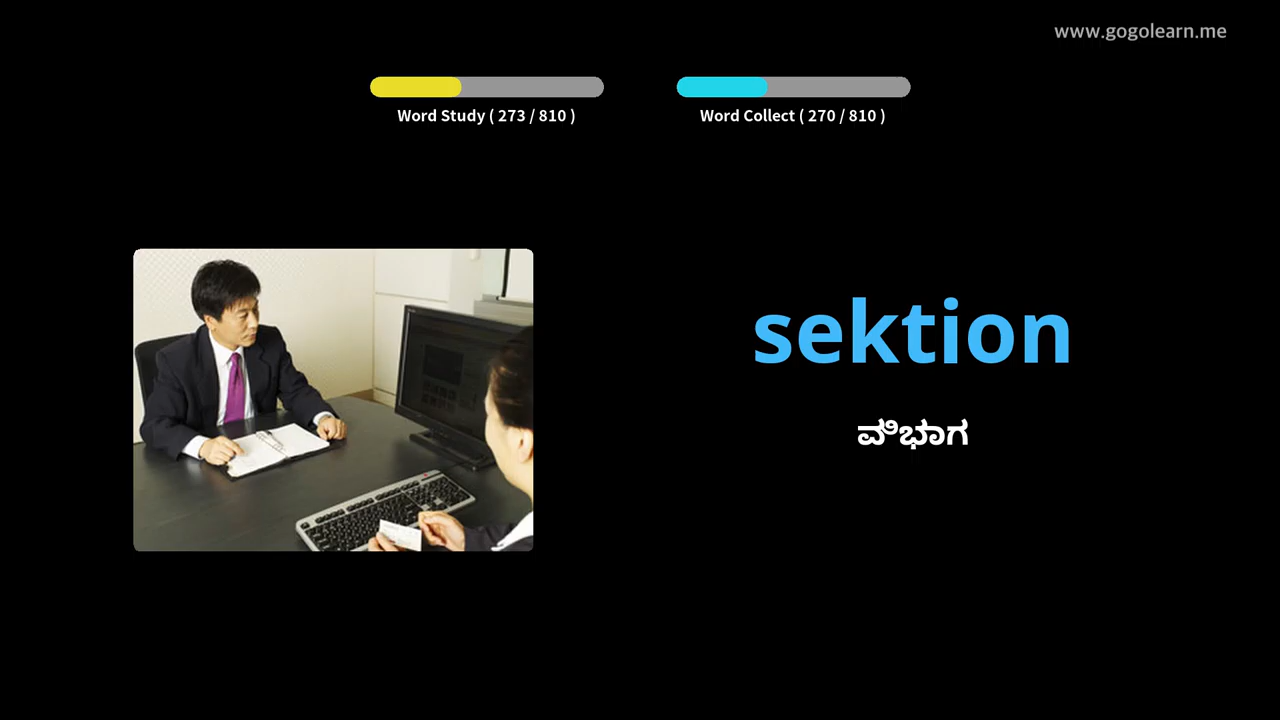 www.gogolearn.me
Word Study ( 273 / 810 )
Word Collect ( 270 / 810 )
sektion
ವಿಭಾಗ